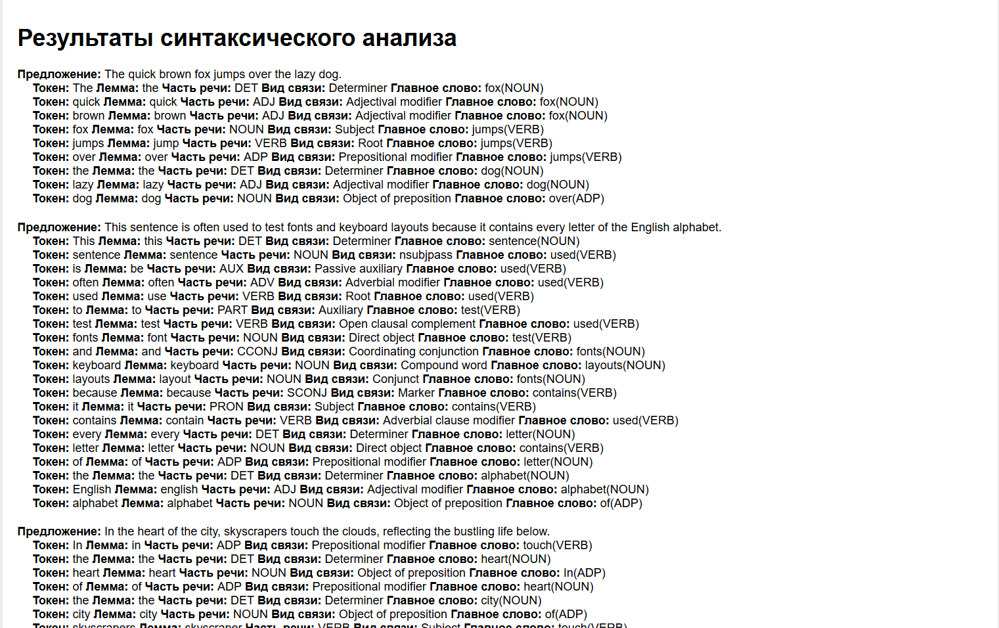 Результаты синтаксического анализа
Предложение: The quick brown fox jumps over the lazy dog.
Токен: The Лемма: the Часть речи: DET Вид связи: Determiner Главное слово: fox(NOUN)
Токен: quick Лемма: quick Часть речи: ADJ Вид связи: Adjectival modifier Главное слово: fox(NOUN)
Токен: brown Лемма: brown Часть речи: ADJ Вид связи: Adjectival modifier Главное слово: fox(NOUN)
Токен: fox Лемма: fox Часть речи: NOUN Вид связи: Subject Главное слово: jumps(VERB)
Токен: jumps Лемма: jump Часть речи: VERB Вид связи: Root Главное слово: jumps(VERB)
Токен: over Лемма: over Часть речи: ADP Вид связи: Prepositional modifier Главное слово: jumps(VERB)
Токен: the Лемма: the Часть речи: DET Вид связи: Determiner Главное слово: dog(NOUN)
Токен: lazy Лемма: lazy Часть речи: ADJ Вид связи: Adjectival modifier Главное слово: dog(NOUN)
Токен: dog Лемма: dog Часть речи: NOUN Вид связи: Object of preposition Главное слово: over(ADP)
Предложение: This sentence is often used to test fonts and keyboard layouts because it contains every letter of the English alphabet.
Токен: This Лемма: this Часть речи: DET Вид связи: Determiner Главное слово: sentence(NOUN)
Токен: sentence Лемма: sentence Часть речи: NOUN Вид связи: nsubjpass Главное слово: used(VERB)
Токен: is Лемма: be Часть речи: AUX Вид связи: Passive auxiliary Главное слово: used(VERB)
Токен: often Лемма: often Часть речи: ADV Вид связи: Adverbial modifier Главное слово: used(VERB)
Токен: used Лемма: use Часть речи: VERB Вид связи: Root Главное слово: used(VERB)
Токен: to Лемма: to Часть речи: PART Вид связи: Auxiliary Главное слово: test(VERB)
Токен: test Лемма: test Часть речи: VERB Вид связи: Open clausal complement Главное слово: used(VERB)
Токен: fonts Лемма: font Часть речи: NOUN Вид связи: Direct object Главное слово: test(VERB)
Токен: and Лемма: and Часть речи: CCONJ Вид связи: Coordinating conjunction Главное слово: fonts(NOUN)
Токен: keyboard Лемма: keyboard Часть речи: NOUN Вид связи: Compound word Главное слово: layouts(NOUN)
Токен: layouts Лемма: layout Часть речи: NOUN Вид связи: Conjunct Главное слово: fonts(NOUN)
Токен: because Лемма: because Часть речи: SCONJ Вид связи: Marker Главное слово: contains(VERB)
Токен: it Лемма: it Часть речи: PRON Вид связи: Subject Главное слово: contains(VERB)
Токен: contains Лемма: contain Часть речи: VERB Вид связи: Adverbial clause modifier Главное слово: used(VERB)
Токен: every Лемма: every Часть речи: DET Вид связи: Determiner Главное слово: letter(NOUN)
Токен: letter Лемма: letter Часть речи: NOUN Вид связи: Direct object Главное слово: contains(VERB)
Токен: of Лемма: of Часть речи: ADP Вид связи: Prepositional modifier Главное слово: letter(NOUN)
Токен: the Лемма: the Часть речи: DET Вид связи: Determiner Главное слово: alphabet(NOUN)
Токен: English Лемма: english Часть речи: ADJ Вид связи: Adjectival modifier Главное слово: alphabet(NOUN)
Токен: alphabet Лемма: alphabet Часть речи: NOUN Вид связи: Object of preposition Главное слово: of(ADP)
Предложение: In the heart of the city, skyscrapers touch the clouds, reflecting the bustling life below.
Токен: In Лемма: in Часть речи: ADP Вид связи: Prepositional modifier Главное слово: touch(VERB)
Токен: the Лемма: the Часть речи: DET Вид связи: Determiner Главное слово: heart(NOUN)
Токен: heart Лемма: heart Часть речи: NOUN Вид связи: Object of preposition Главное слово: In(ADP)
Токен: of Лемма: of Часть речи: ADP Вид связи: Prepositional modifier Главное слово: heart(NOUN)
Токен: the Лемма: the Часть речи: DET Вид связи: Determiner Главное слово: city(NOUN)
Токен: city Лемма: city Часть речи: NOUN Вид связи: Object of preposition Главное слово: of(ADP)
Токен: skyscrapers Лемма: skyscraper Часть речи: VERB Вид связи: Subject Главное слово: touch(VERB)